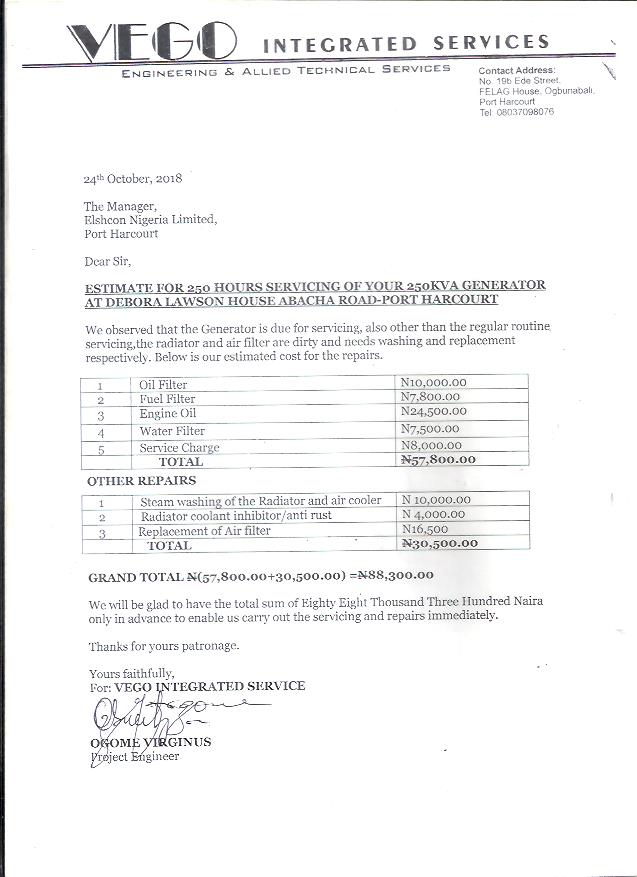 VEGO INTEGRATED SERVICES
ENGINEERING & ALLIED TECHNICAL SERVICES
Contact Address:
No. 19b Ede Street,
FELAG House, Ogbunabali,
Port Harcourt
Tel: 08037098076
24th October, 2018
The Manager,
Elshcon Nigeria Limited,
Port Harcourt
Dear Sir,
ESTIMATE FOR 250 HOURS SERVICING OF YOUR 250KVA GENERATOR
AT DEBORA LAWSON HOUSE ABACHA ROAD-PORT HARCOURT
We observed that the Generator is due for servicing, also other than the regular routine
servicing,the radiator and air filter are dirty and needs washing and replacement
respectively. Below is our estimated cost for the repairs.
1 Oil Filter N10,000.00
2 Fuel Filter N7,800.00
3 Engine Oil N24,500.00
4 Water Filter N7,500.00
5 Service Charge N8,000.00
TOTAL ₦57,800.00
OTHER REPAIRS
1 Steam washing of the Radiator and air cooler N 10,000.00
2 Radiator coolant inhibitor/anti rust N 4,000.00
3 Replacement of Air filter N16,500
TOTAL ₦30,500.00
GRAND TOTAL ₦(57,800.00+30,500.00) =₦88,300.00
We will be glad to have the total sum of Eighty Eight Thousand Three Hundred Naira
only in advance to enable us carry out the servicing and repairs immediately.
Thanks for yours patronage.
Yours faithfully,
For: VEGO INTEGRATED SERVICE
OGOME VIRGINUS
Project Engineer